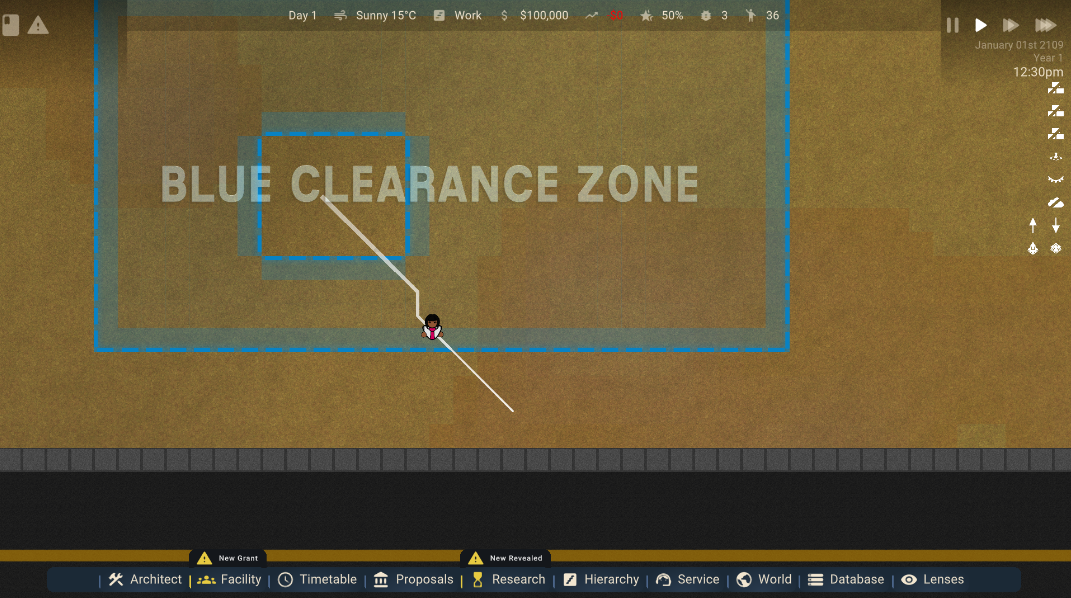 Day 1 Sunny 15°C Work $ $100,000 $0 50% 3 36
January 01st 2109
Year 1
12:30pm
BLUE CLEARANCE ZONE
New Grant New Revealed
Architect Facility Timetable Proposals Research Hierarchy Service World Database Lenses